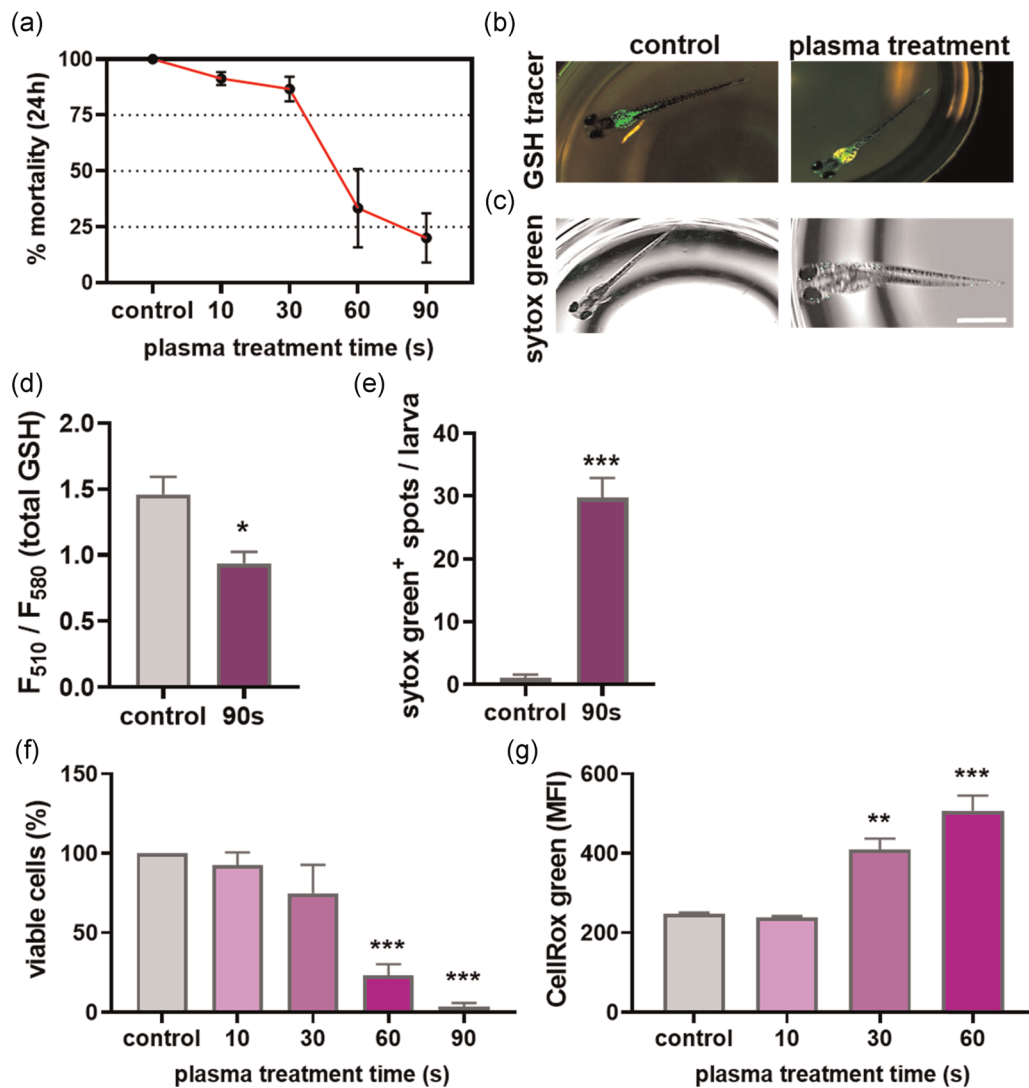 (a)
% mortality (24h)
100
75
50
25
0
control 10 30 60 90
plasma treatment time (s)
(b)
control plasma treatment
GSH tracer
(c)
sytox green
(d)
F510 / F580 (total GSH)
2.0
1.5
1.0
0.5
0.0
*
control 90s
(e)
sytox green+ spots / larva
40
30
20
10
0
***
control 90s
(f)
viable cells (%)
150
100
50
0
***
***
control 10 30 60 90
plasma treatment time (s)
(g)
CellRox green (MFI)
600
400
200
0
**
***
control 10 30 60
plasma treatment time (s)